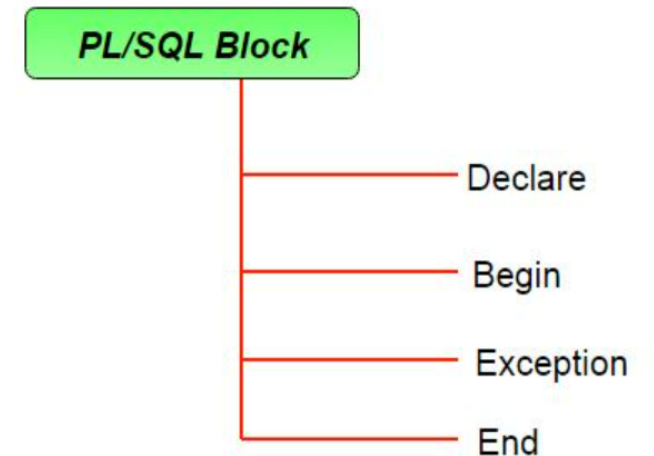 PL/SQL Block
Declare
Begin
Exception
End